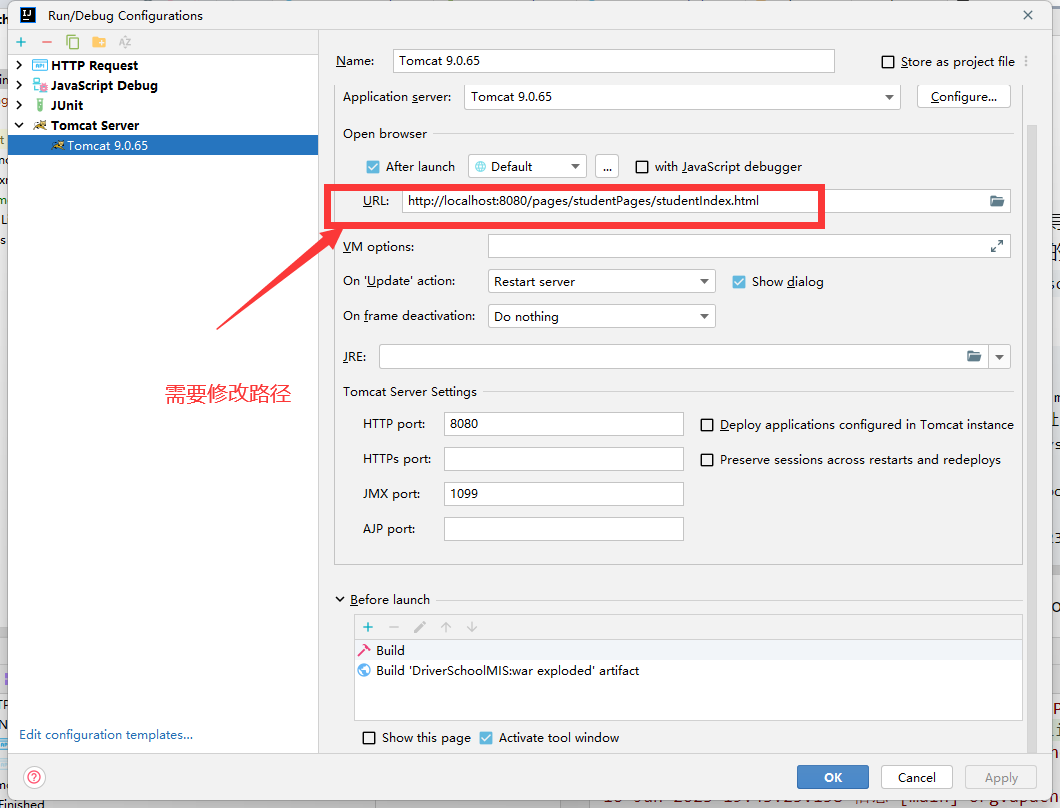 Run/Debug Configurations
HTTP Request
JavaScript Debug
JUnit
Tomcat Server
Tomcat 9.0.65
Name: Tomcat 9.0.65 Store as project file
Application server: Tomcat 9.0.65 Configure...
Open browser
After launch Default ... with JavaScript debugger
URL: http://localhost:8080/pages/studentPages/studentIndex.html
VM options:
On 'Update' action: Restart server Show dialog
On frame deactivation: Do nothing
JRE:
需要修改路径
Tomcat Server Settings
HTTP port: 8080 Deploy applications configured in Tomcat instance
HTTPs port: Preserve sessions across restarts and redeploys
JMX port: 1099
AJP port:
Before launch
Build
Build 'DriverSchoolMIS:war exploded' artifact
Show this page Activate tool window
Edit configuration templates...
? OK Cancel Apply